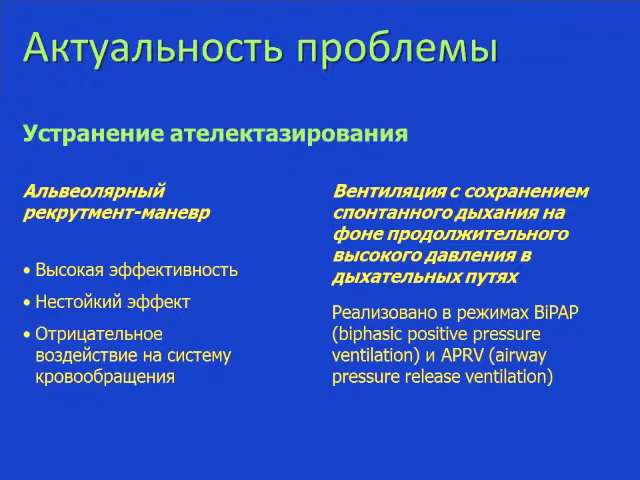 Актуальность проблемы
Устранение ателектазирования
Альвеолярный
рекрутмент-маневр
• Высокая эффективность
• Нестойкий эффект
• Отрицательное
воздействие на систему
кровообращения
Вентиляция с сохранением
спонтанного дыхания на
фоне продолжительного
высокого давления в
дыхательных путях
Реализовано в режимах BiPAP
(biphasic positive pressure
ventilation) и APRV (airway
pressure release ventilation)